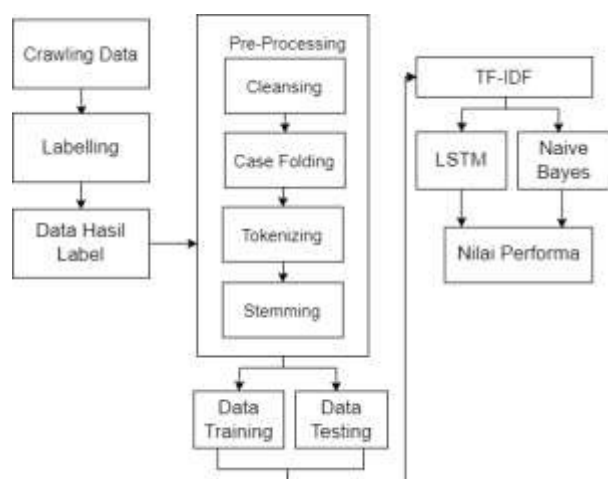 Crawling Data
Labelling
Data Hasil
Label
Pre-Processing
Cleansing
Case Folding
Tokenizing
Stemming
Data
Training
Data
Testing
TF-IDF
LSTM
Naive
Bayes
Nilai Performa